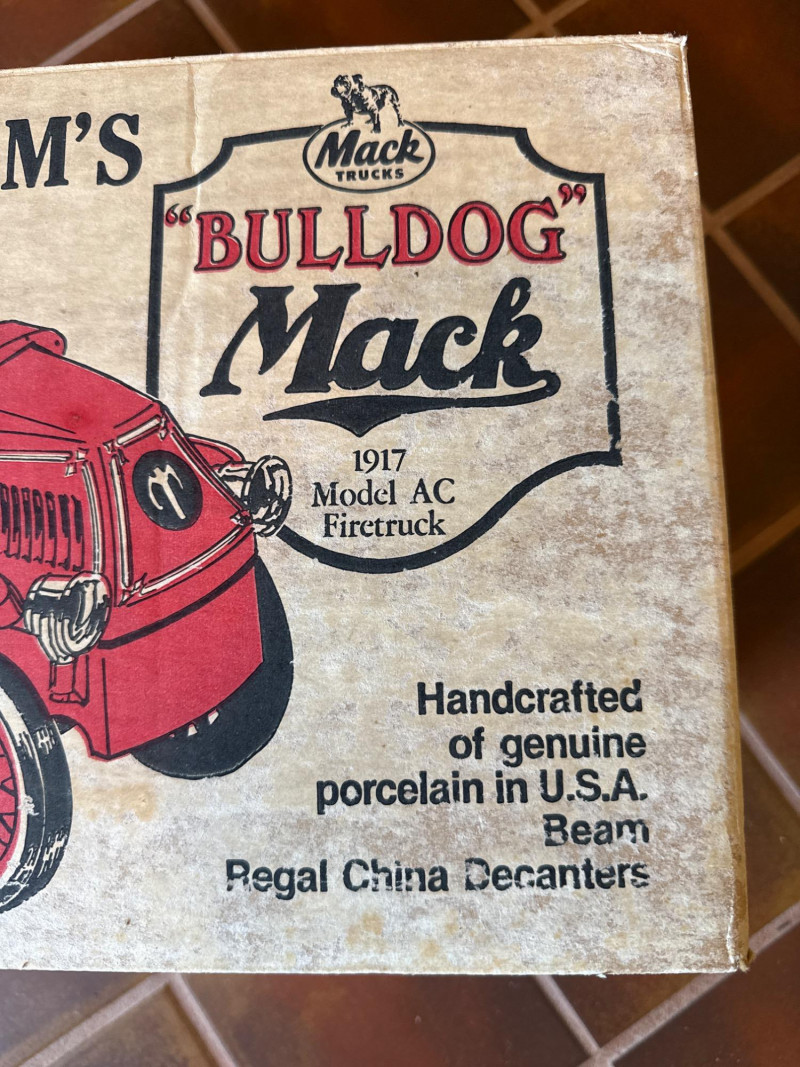 M'S
Mack
TRUCKS
“BULLDOG”
Mack
1917
Model AC
Firetruck
Handcrafted
of genuine
porcelain in U.S.A.
Beam
Regal China Decanters